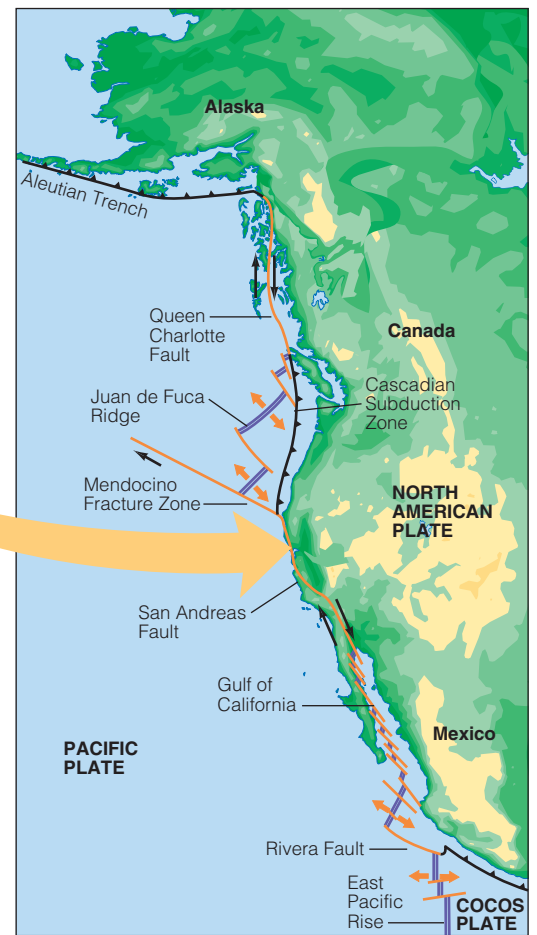 Alaska
Aleutian Trench
Queen
Charlotte
Fault
Canada
Juan de Fuca
Ridge
Cascadian
Subduction
Zone
Mendocino
Fracture Zone
NORTH
AMERICAN
PLATE
San Andreas
Fault
Gulf of
California
PACIFIC
PLATE
Mexico
Rivera Fault
East
Pacific
Rise
COCOS
PLATE